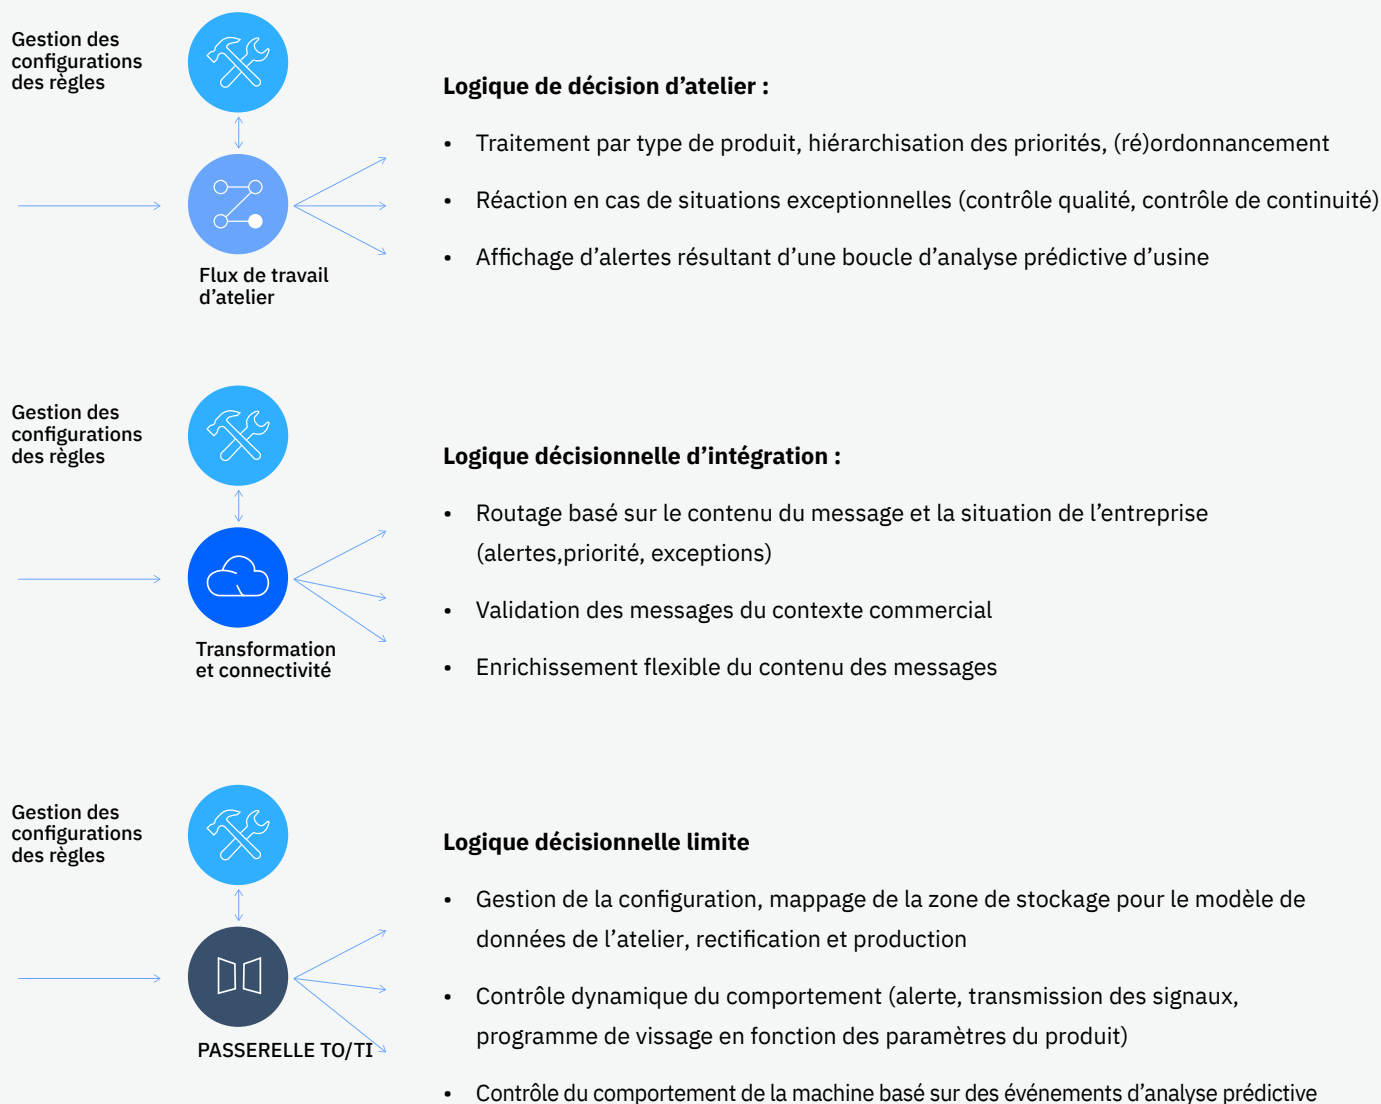 Gestion des
configurations
des règles
Flux de travail
d’atelier
Logique de décision d’atelier :
• Traitement par type de produit, hiérarchisation des priorités, (ré)ordonnancement
• Réaction en cas de situations exceptionnelles (contrôle qualité, contrôle de continuité)
• Affichage d’alertes résultant d’une boucle d’analyse prédictive d’usine
Gestion des
configurations
des règles
Transformation
et connectivité
Logique décisionnelle d’intégration :
• Routage basé sur le contenu du message et la situation de l’entreprise
(alertes,priorité, exceptions)
• Validation des messages du contexte commercial
• Enrichissement flexible du contenu des messages
Gestion des
configurations
des règles
PASSERELLE TO/TI
Logique décisionnelle limite
• Gestion de la configuration, mappage de la zone de stockage pour le modèle de
données de l’atelier, rectification et production
• Contrôle dynamique du comportement (alerte, transmission des signaux,
programme de vissage en fonction des paramètres du produit)
• Contrôle du comportement de la machine basé sur des événements d’analyse prédictive